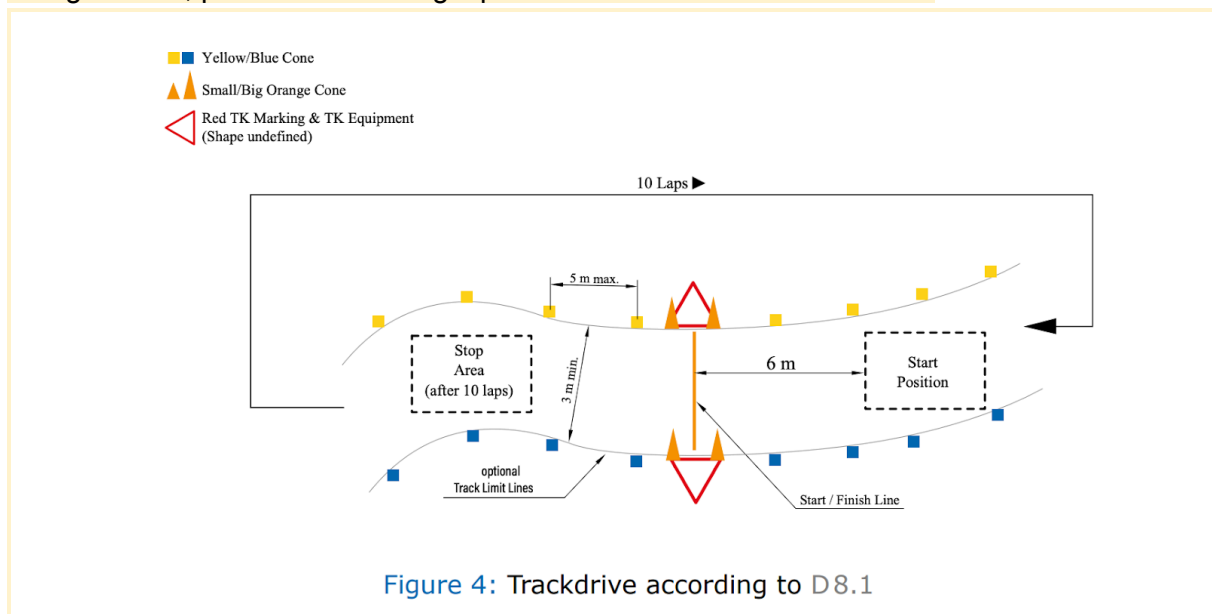 Yellow/Blue Cone
Small/Big Orange Cone
Red TK Marking & TK Equipment
(Shape undefined)
10 Laps ▶
5 m max.
Stop
Area
(after 10 laps)
3 m min.
6 m
Start
Position
optional
Track Limit Lines
Start / Finish Line
Figure 4: Trackdrive according to D 8.1